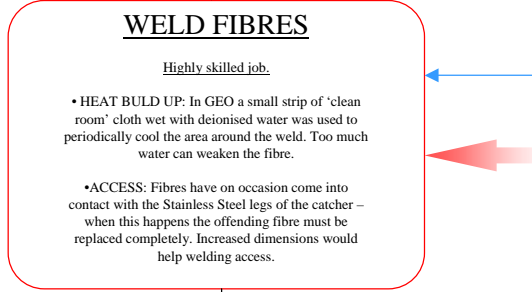 WELD FIBRES
Highly skilled job.
• HEAT BULD UP: In GEO a small strip of ‘clean
room’ cloth wet with deionised water was used to
periodically cool the area around the weld. Too much
water can weaken the fibre.
•ACCESS: Fibres have on occasion come into
contact with the Stainless Steel legs of the catcher –
when this happens the offending fibre must be
replaced completely. Increased dimensions would
help welding access.